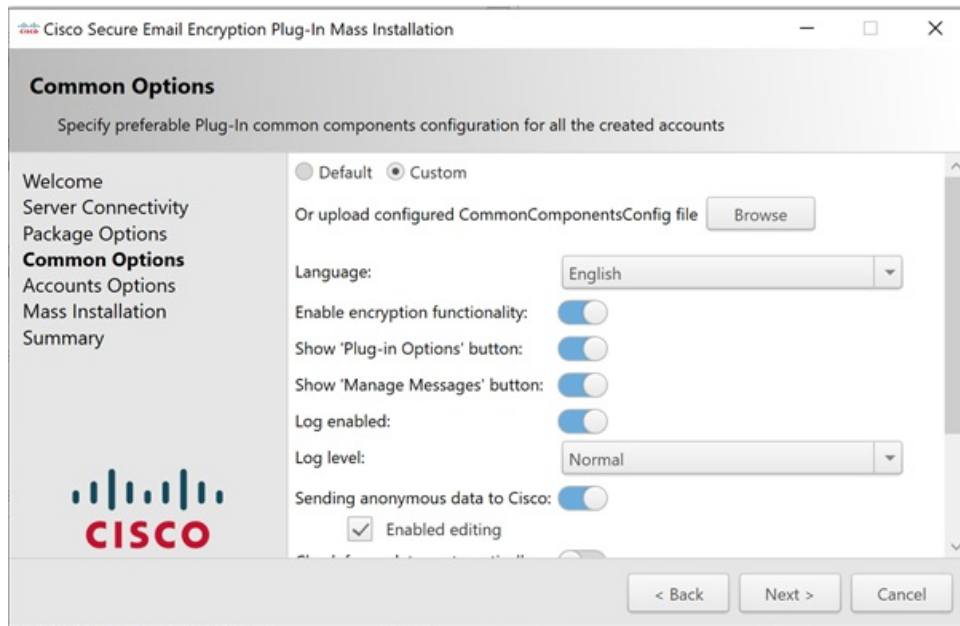 Cisco Secure Email Encryption Plug-In Mass Installation
Common Options
Specify preferable Plug-In common components configuration for all the created accounts
Welcome
Server Connectivity
Package Options
Common Options
Accounts Options
Mass Installation
Summary
CISCO
Default Custom
Or upload configured CommonComponentsConfig file Browse
Language: English
Enable encryption functionality:
Show 'Plug-in Options' button:
Show 'Manage Messages' button:
Log enabled:
Log level: Normal
Sending anonymous data to Cisco:
Enabled editing
< Back Next > Cancel